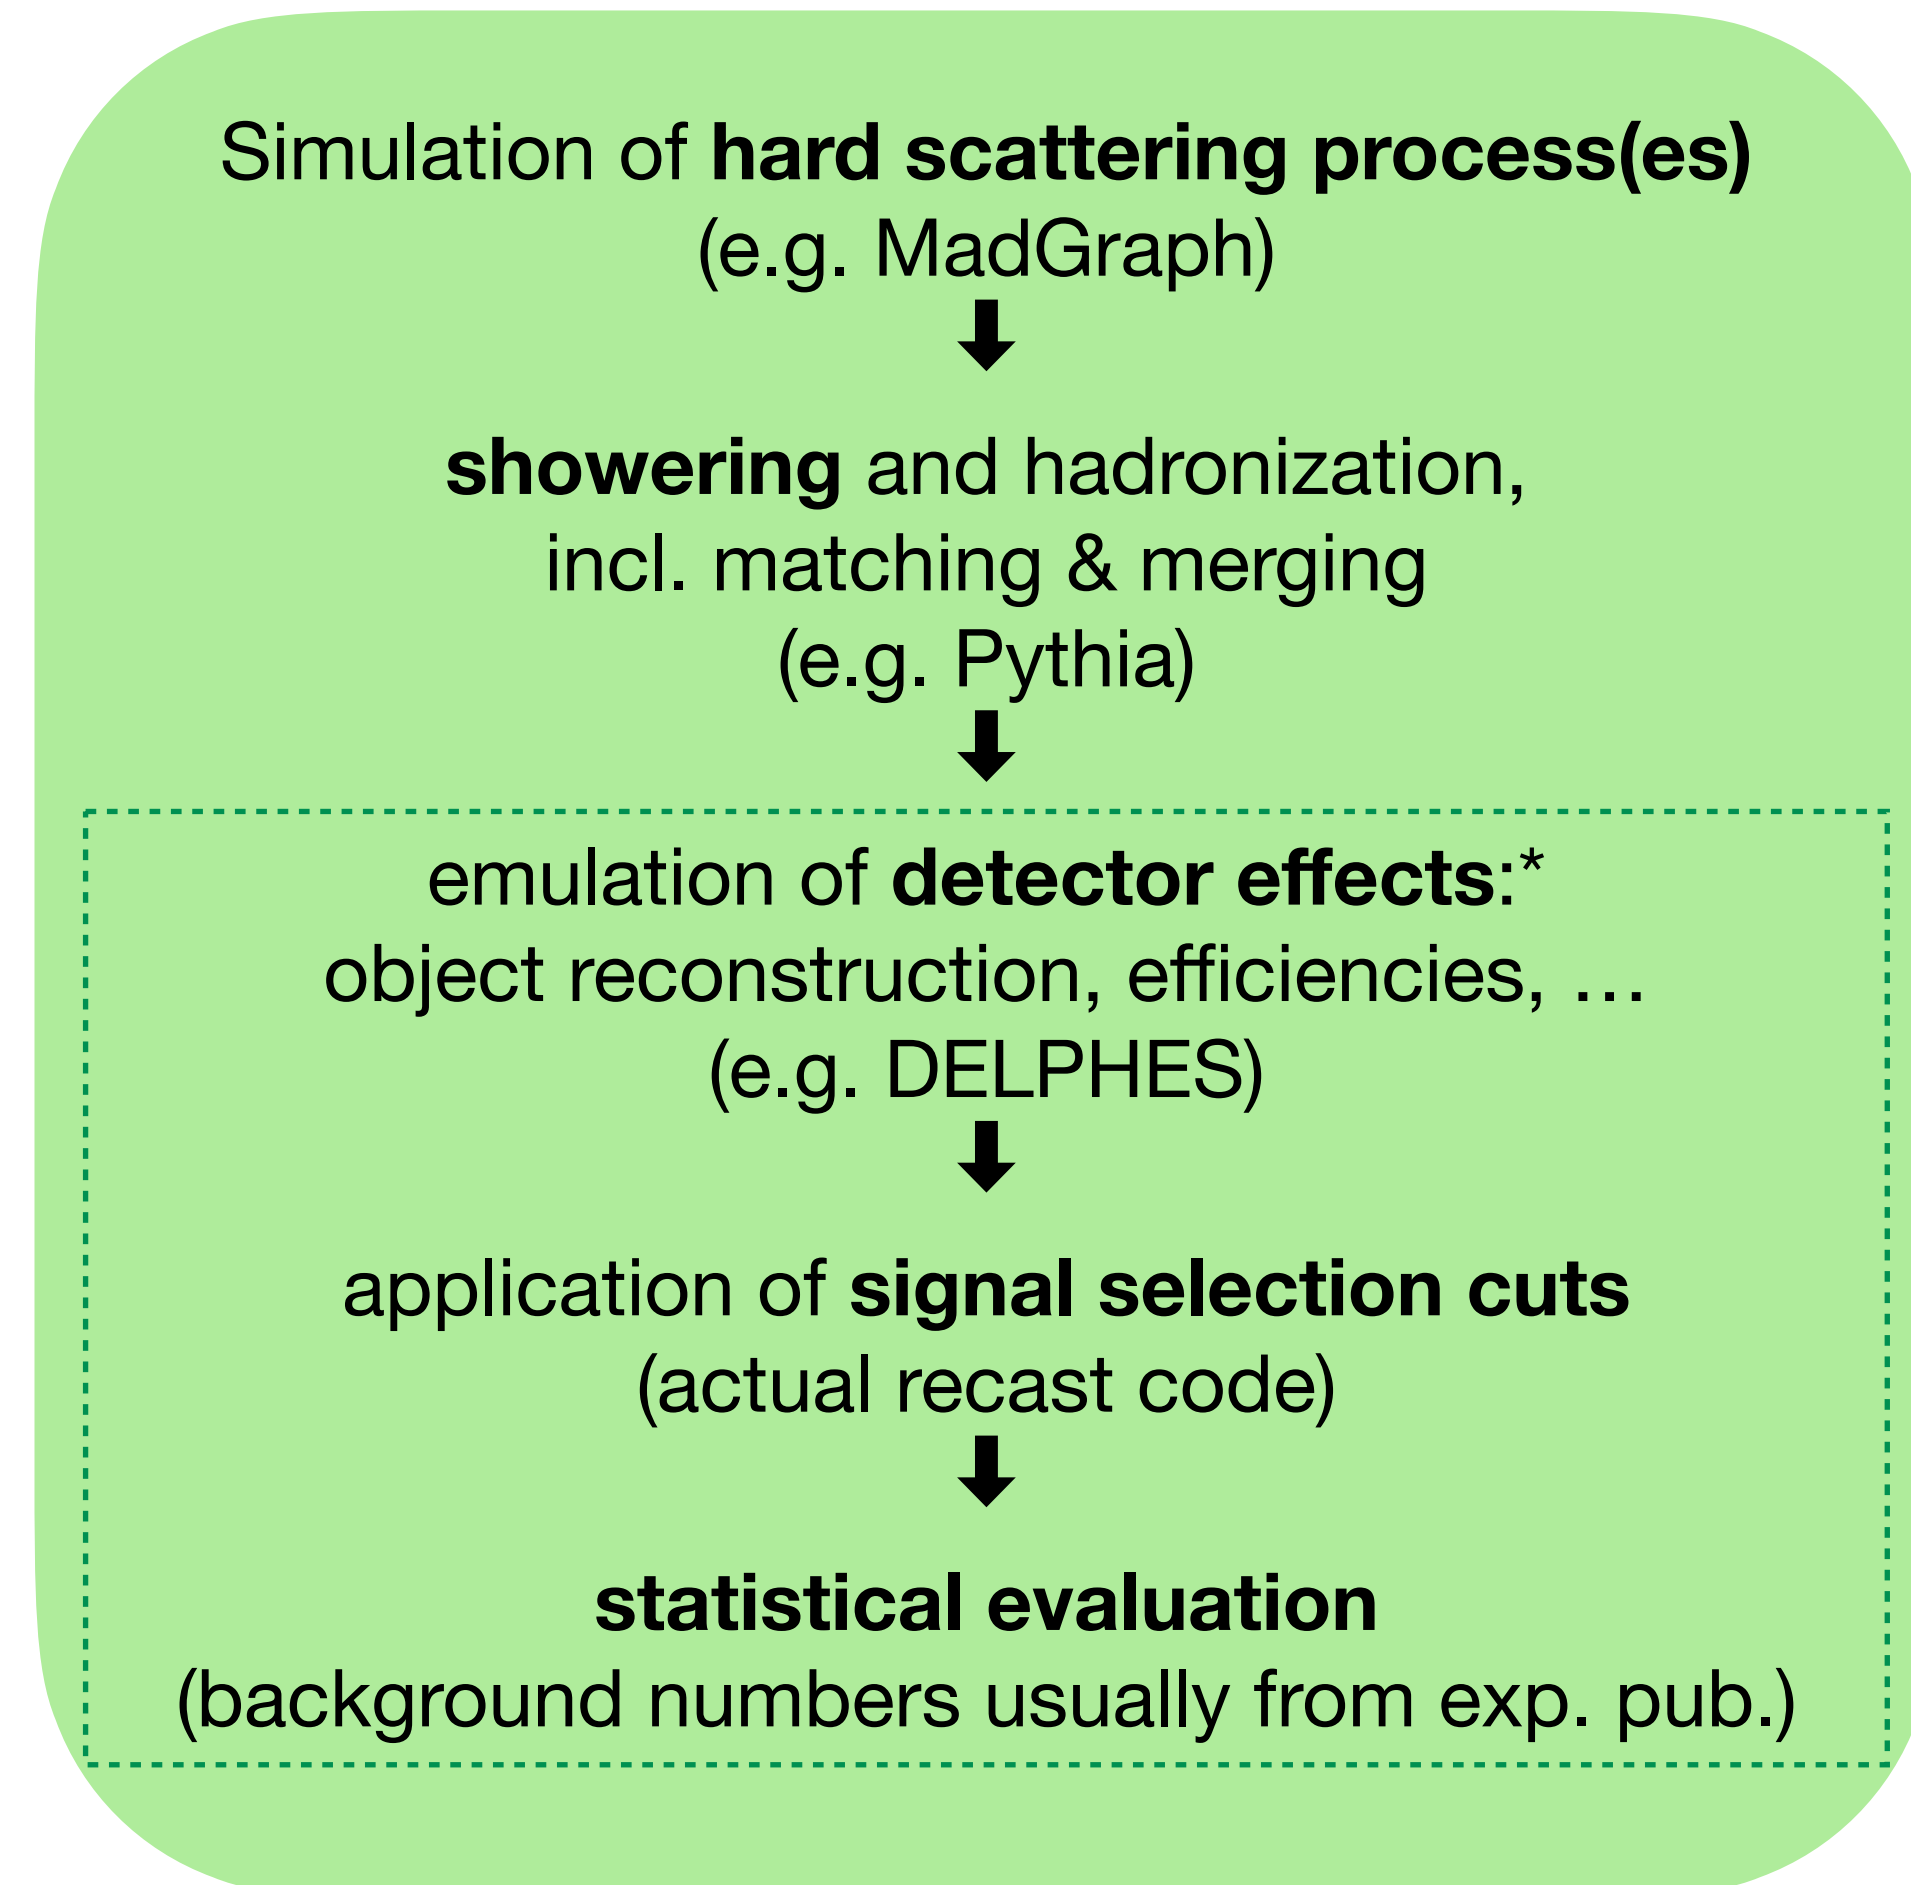 Simulation of hard scattering process(es)
(e.g. MadGraph)
showering and hadronization,
incl. matching & merging
(e.g. Pythia)
emulation of detector effects:*
object reconstruction, efficiencies, …
(e.g. DELPHES)
application of signal selection cuts
(actual recast code)
statistical evaluation
(background numbers usually from exp. pub.)